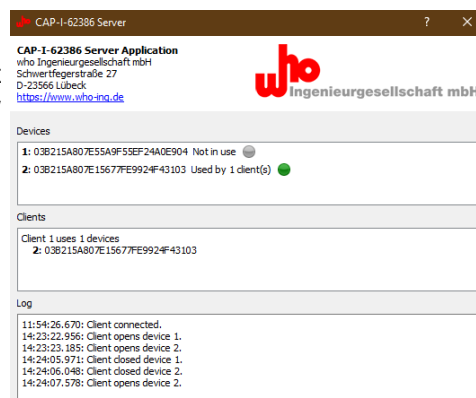 CAP-I-62386 Server
CAP-I-62386 Server Application
who Ingenieurgesellschaft mbH
Schwertfegerstraße 27
D-23566 Lübeck
https://www.who-ing.de
who
Ingenieurgesellschaft mbH
Devices
1: 03B215A807E55A9F55EF24A0E904 Not in use
2: 03B215A807E15677FE9924F43103 Used by 1 client(s)
Clients
Client 1 uses 1 devices
2: 03B215A807E15677FE9924F43103
Log
11:54:26.670: Client connected.
14:23:22.956: Client opens device 1.
14:23:23.185: Client opens device 2.
14:24:05.971: Client closed device 1.
14:24:06.048: Client closed device 2.
14:24:07.578: Client opens device 2.